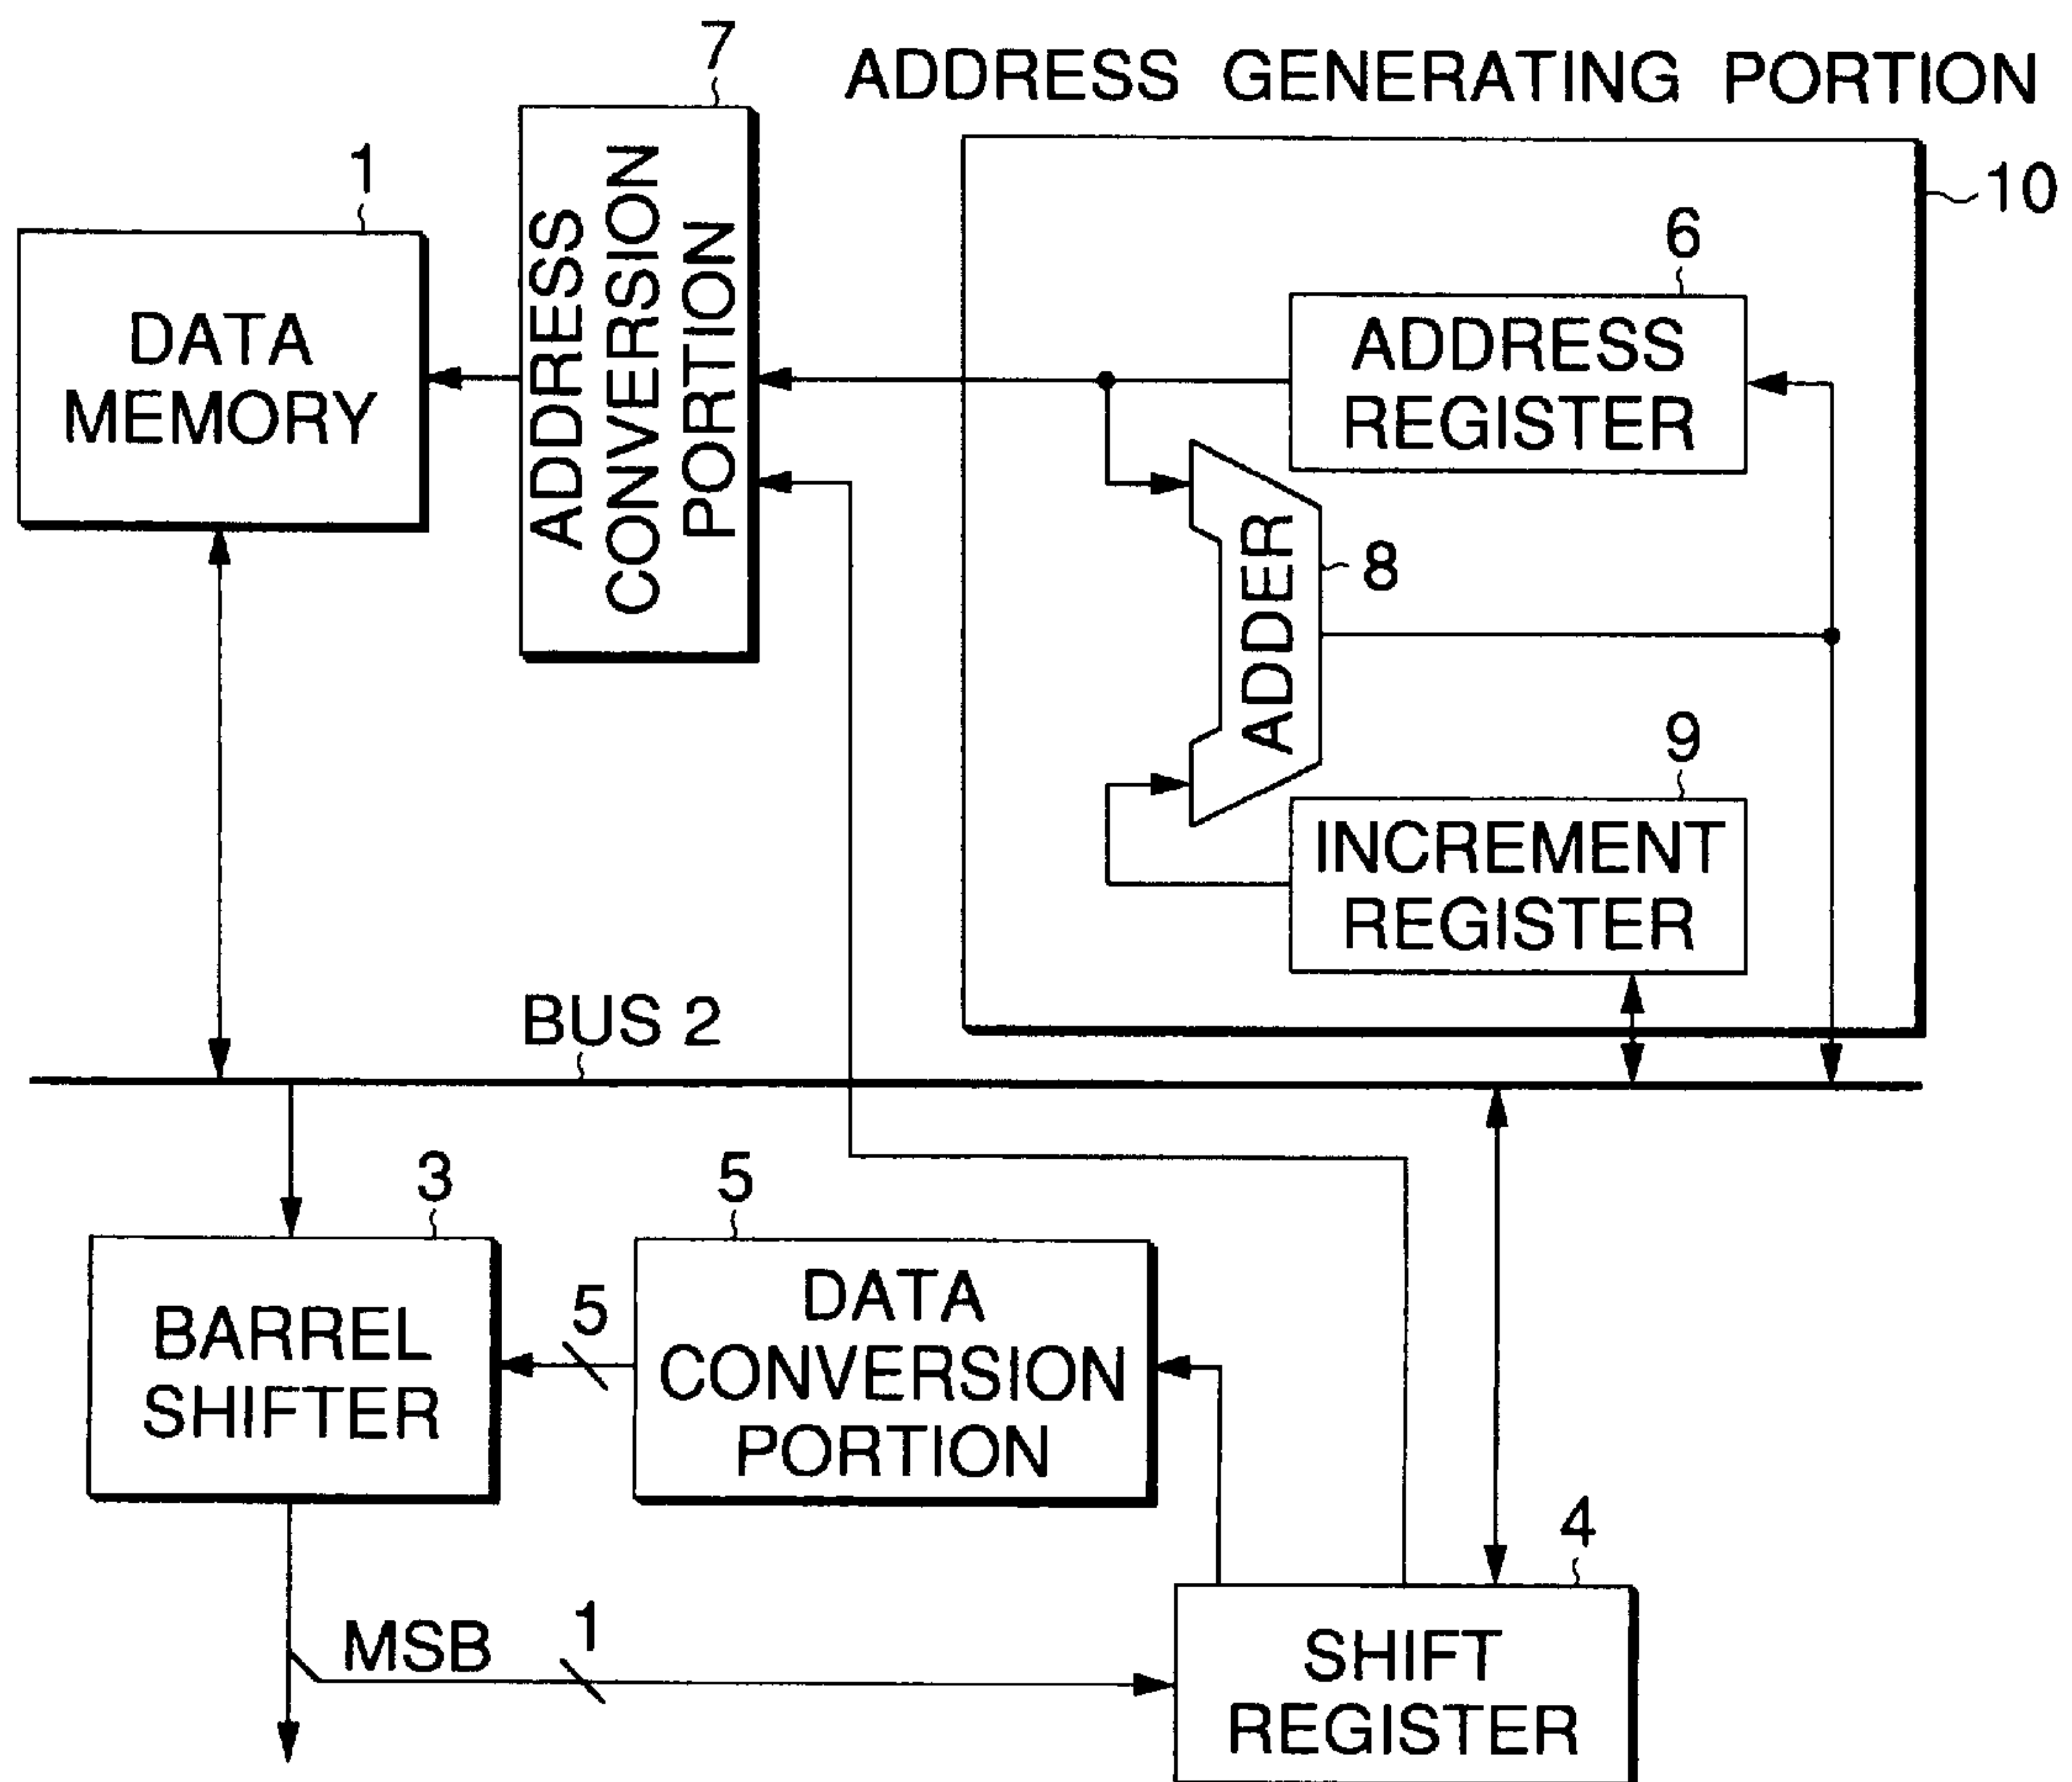 7
ADDRESS GENERATING PORTION
1
10
ADDRESS
CONVERSION
PORTION
6
DATA
MEMORY
ADDRESS
REGISTER
ADDER
8
9
INCREMENT
REGISTER
BUS 2
3
5
BARREL
SHIFTER
5
DATA
CONVERSION
PORTION
4
MSB
1
SHIFT
REGISTER